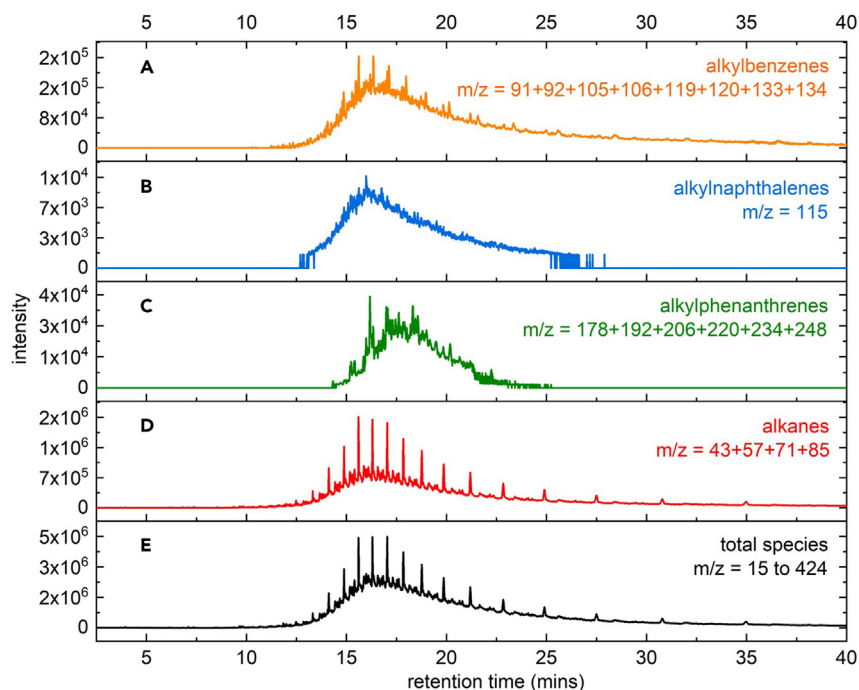 5 10 15 20 25 30 35 40
A
alkylbenzenes
m/z = 91+92+105+106+119+120+133+134
2x10⁵
2x10⁵
8x10⁴
0
B
alkylnaphthalenes
m/z = 115
1x10⁴
7x10³
3x10³
0
C
alkylphenanthrenes
m/z = 178+192+206+220+234+248
4x10⁴
3x10⁴
1x10⁴
0
D
alkanes
m/z = 43+57+71+85
2x10⁶
1x10⁶
7x10⁵
0
E
total species
m/z = 15 to 424
5x10⁶
3x10⁶
2x10⁶
0
intensity
5 10 15 20 25 30 35 40
retention time (mins)